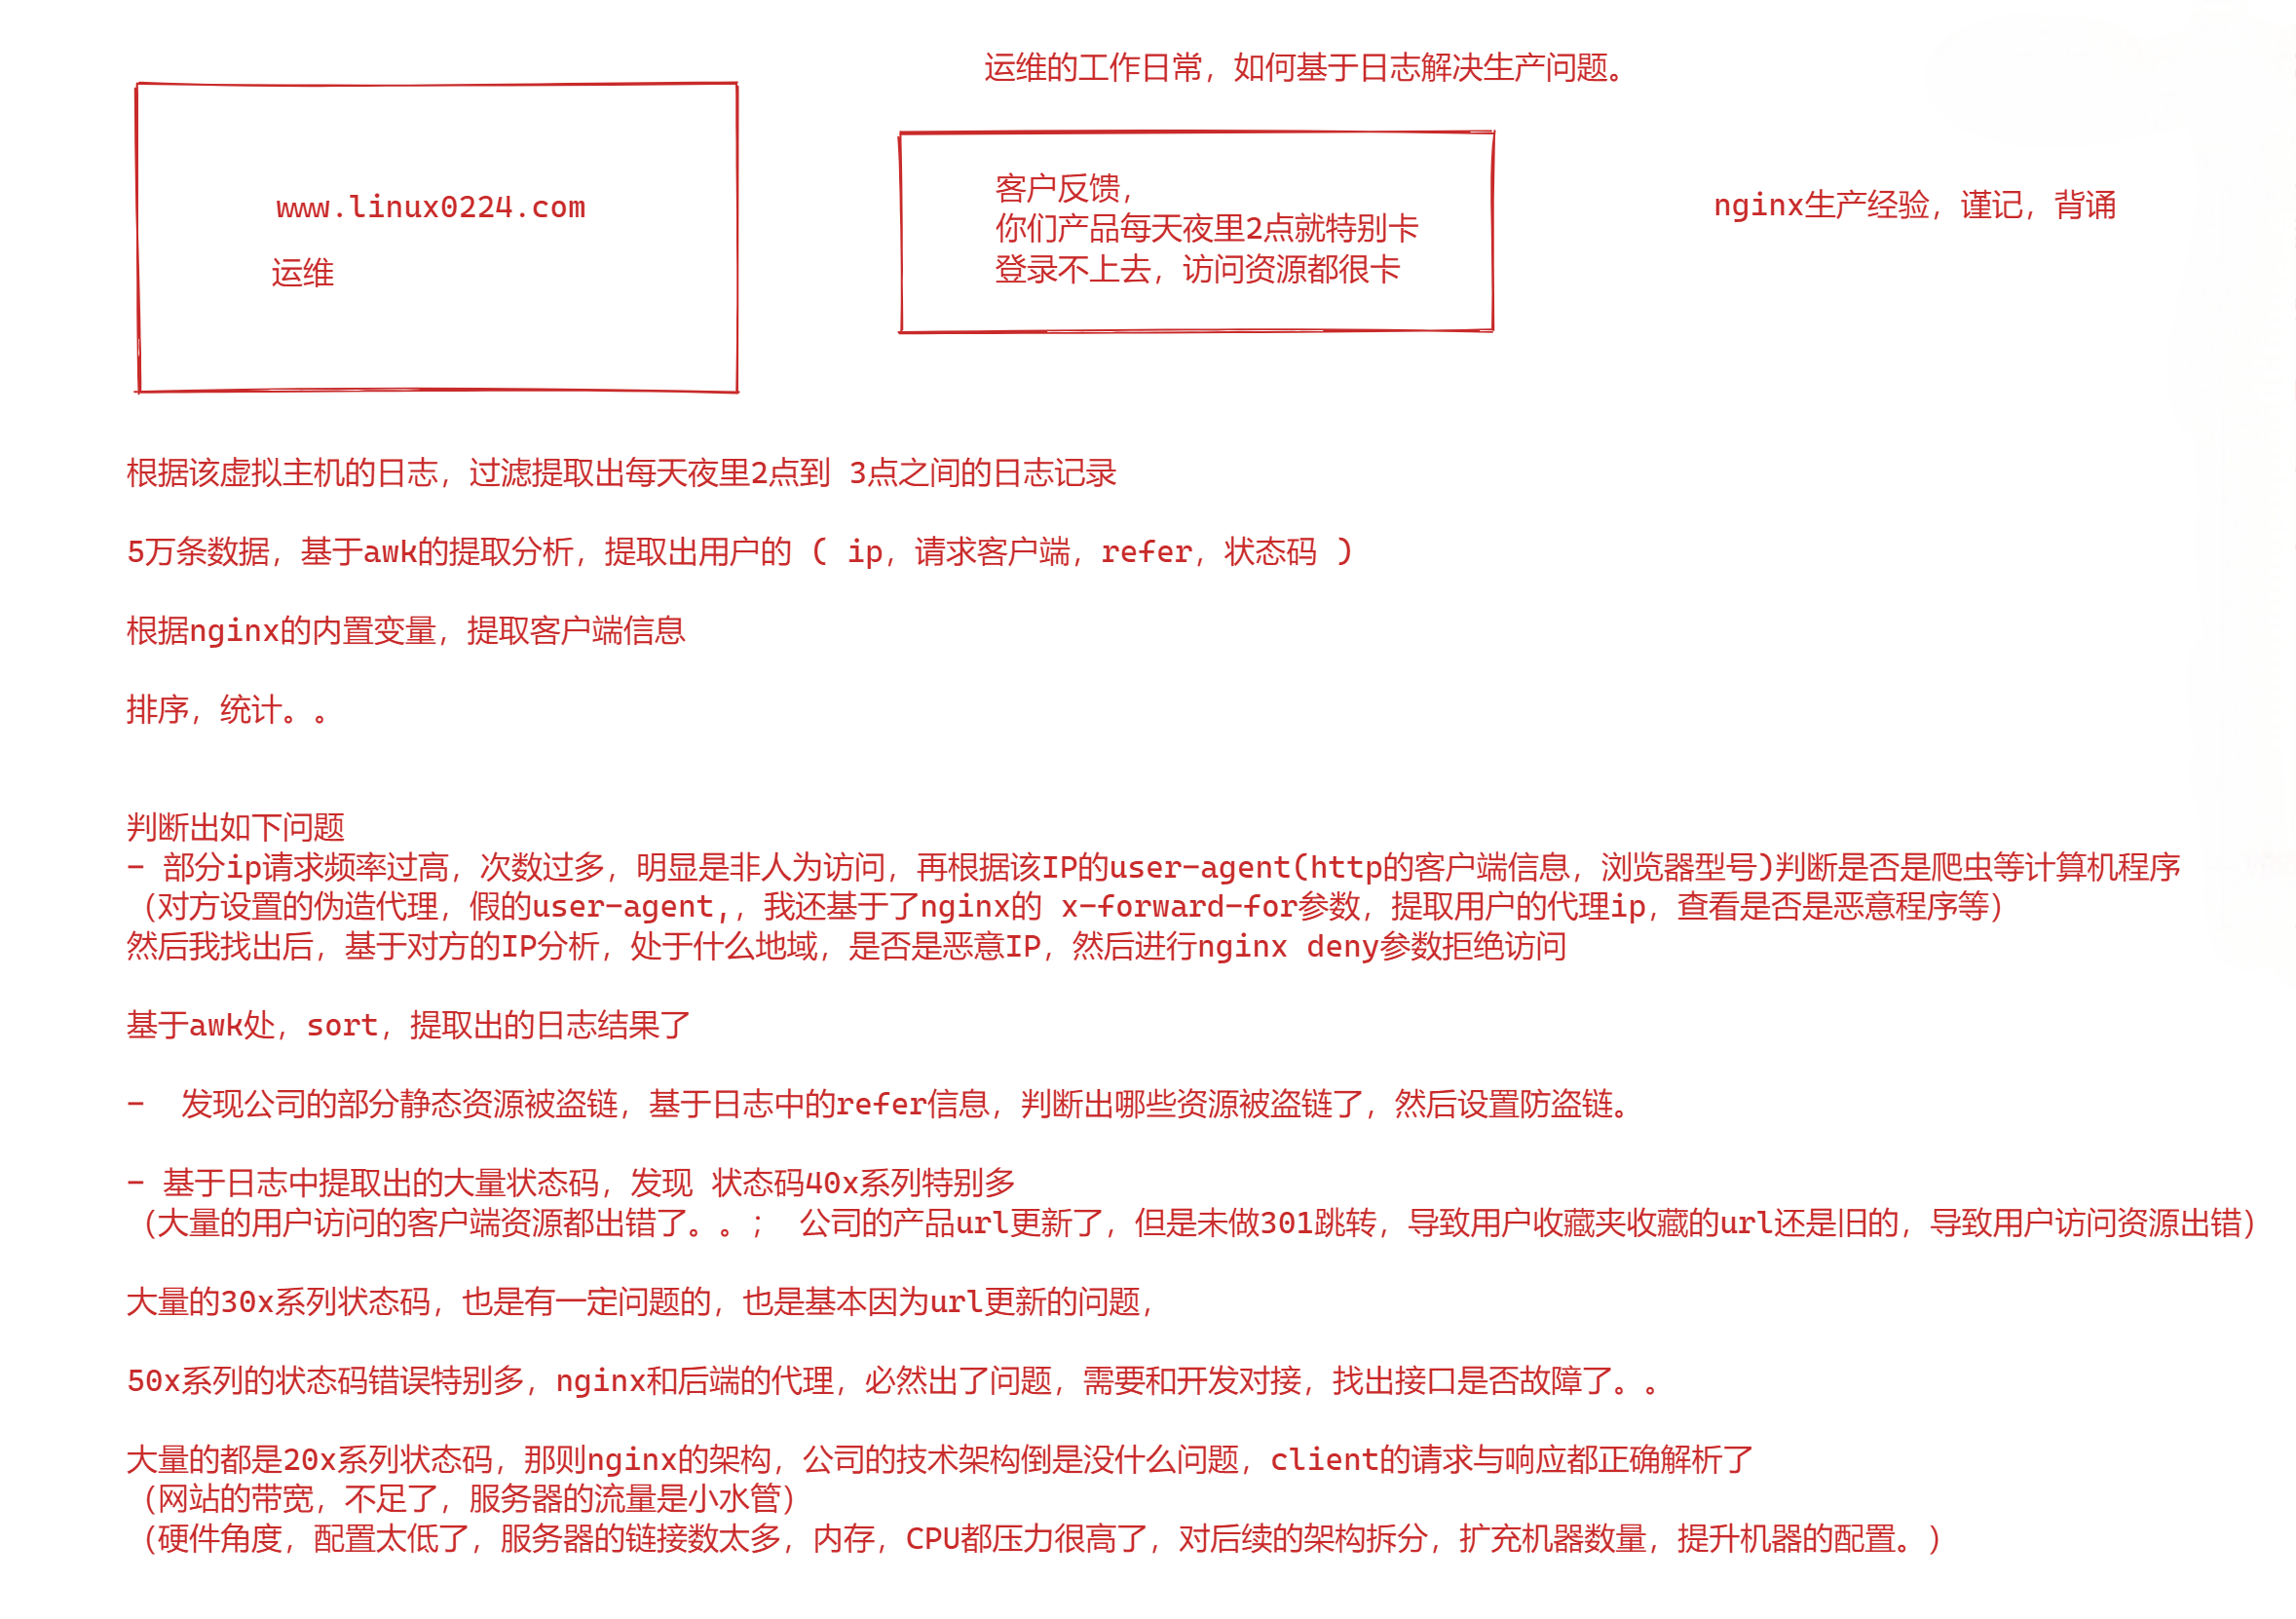 运维的工作日常，如何基于日志解决生产问题。
www.linux0224.com
运维
客户反馈，
你们产品每天夜里2点就特别卡
登录不上去，访问资源都很卡
nginx生产经验，谨记，背诵
根据该虚拟主机的日志，过滤提取出每天夜里2点到 3点之间的日志记录
5万条数据，基于awk的提取分析，提取出用户的 ( ip，请求客户端，refer，状态码 )
根据nginx的内置变量，提取客户端信息
排序，统计。。
判断出如下问题
- 部分ip请求频率过高，次数过多，明显是非人为访问，再根据该IP的user-agent(http的客户端信息，浏览器型号)判断是否是爬虫等计算机程序
（对方设置的伪造代理，假的user-agent,，我还基于了nginx的 x-forward-for参数，提取用户的代理ip，查看是否是恶意程序等）
然后我找出后，基于对方的IP分析，处于什么地域，是否是恶意IP，然后进行nginx deny参数拒绝访问
基于awk处，sort，提取出的日志结果了
-  发现公司的部分静态资源被盗链，基于日志中的refer信息，判断出哪些资源被盗链了，然后设置防盗链。
- 基于日志中提取出的大量状态码，发现 状态码40x系列特别多
（大量的用户访问的客户端资源都出错了。。； 公司的产品url更新了，但是未做301跳转，导致用户收藏夹收藏的url还是旧的，导致用户访问资源出错）
大量的30x系列状态码，也是有一定问题的，也是基本因为url更新的问题，
50x系列的状态码错误特别多，nginx和后端的代理，必然出了问题，需要和开发对接，找出接口是否故障了。。
大量的都是20x系列状态码，那则nginx的架构，公司的技术架构倒是没什么问题，client的请求与响应都正确解析了
（网站的带宽，不足了，服务器的流量是小水管）
（硬件角度，配置太低了，服务器的链接数太多，内存，CPU都压力很高了，对后续的架构拆分，扩充机器数量，提升机器的配置。）